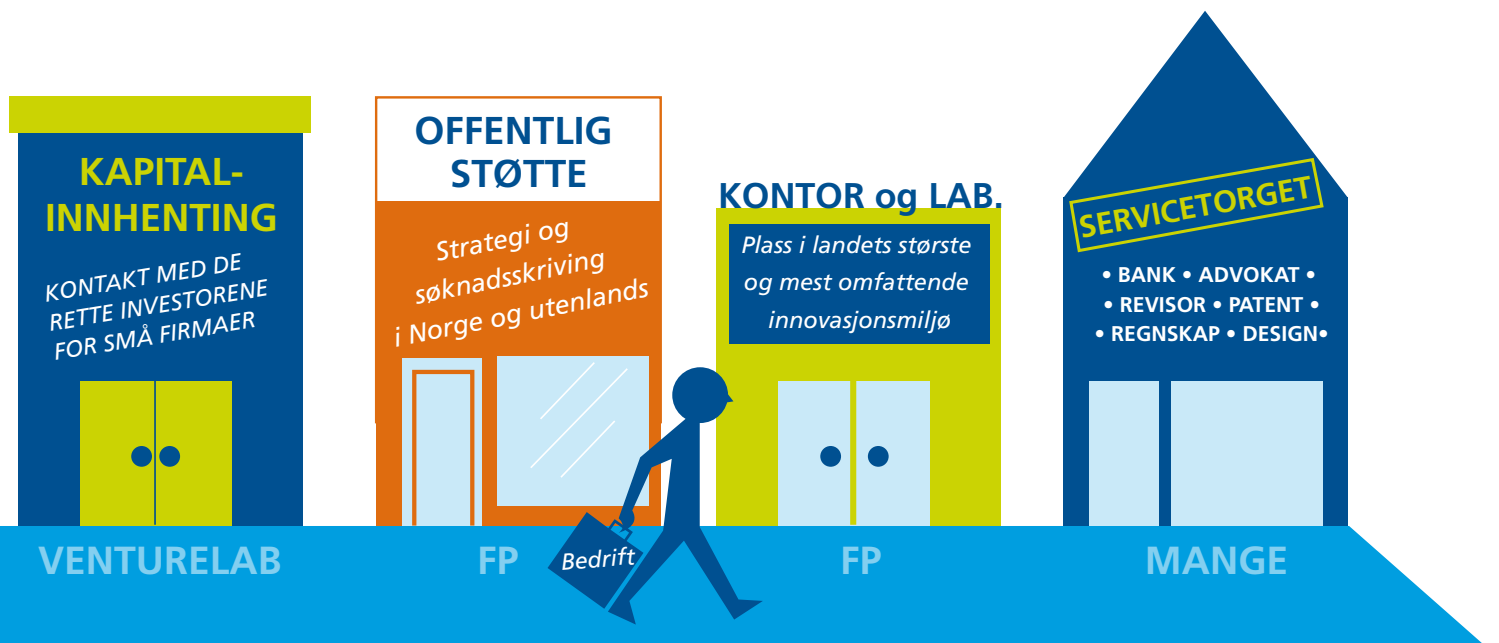 KAPITAL-
INNHENTING
KONTAKT MED DE
RETTE INVESTORENE
FOR SMÅ FIRMAER
OFFENTLIG
STØTTE
Strategi og
søknadsskriving
i Norge og utenlands
KONTOR og LAB.
Plass i landets største
og mest omfattende
innovasjonsmiljø
SERVICETORGET
• BANK • ADVOKAT •
• REVISOR • PATENT •
• REGNSKAP • DESIGN•
Bedrift
VENTURELAB
FP
FP
MANGE